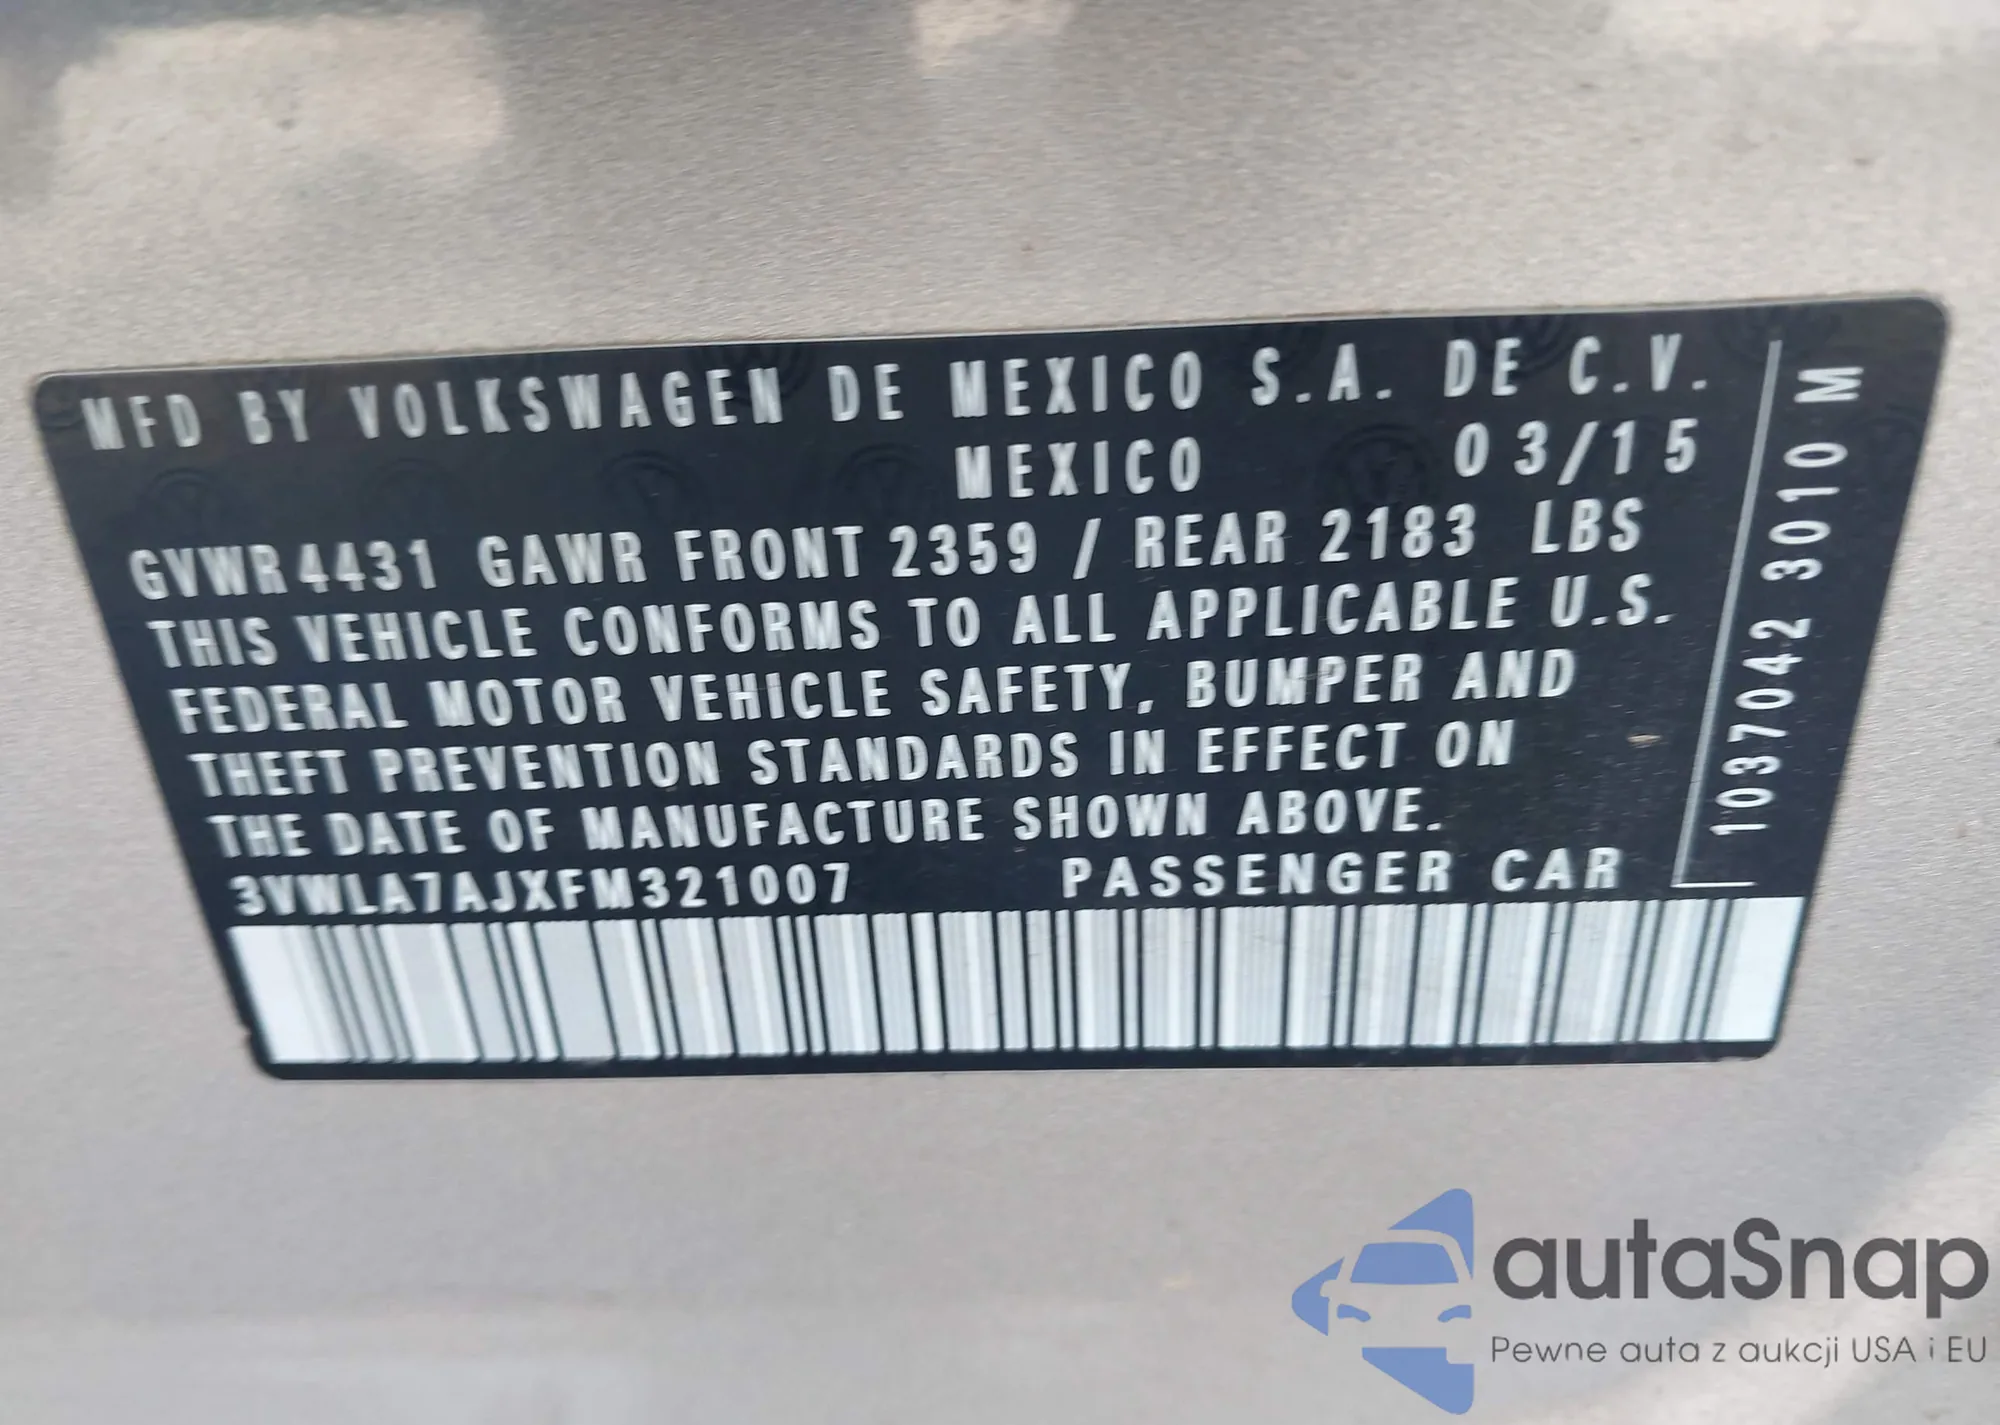 MFD BY VOLKSWAGEN DE MEXICO S.A. DE C.V.
MEXICO 03/15
GVWR 4431 GAWR FRONT 2359 / REAR 2183 LBS
THIS VEHICLE CONFORMS TO ALL APPLICABLE U.S.
FEDERAL MOTOR VEHICLE SAFETY, BUMPER AND
THEFT PREVENTION STANDARDS IN EFFECT ON
THE DATE OF MANUFACTURE SHOWN ABOVE.
3VWLA7AJXFM321007 PASSENGER CAR
1037042 3010 M
autaSnap
Pewne auta z aukcji USA i EU